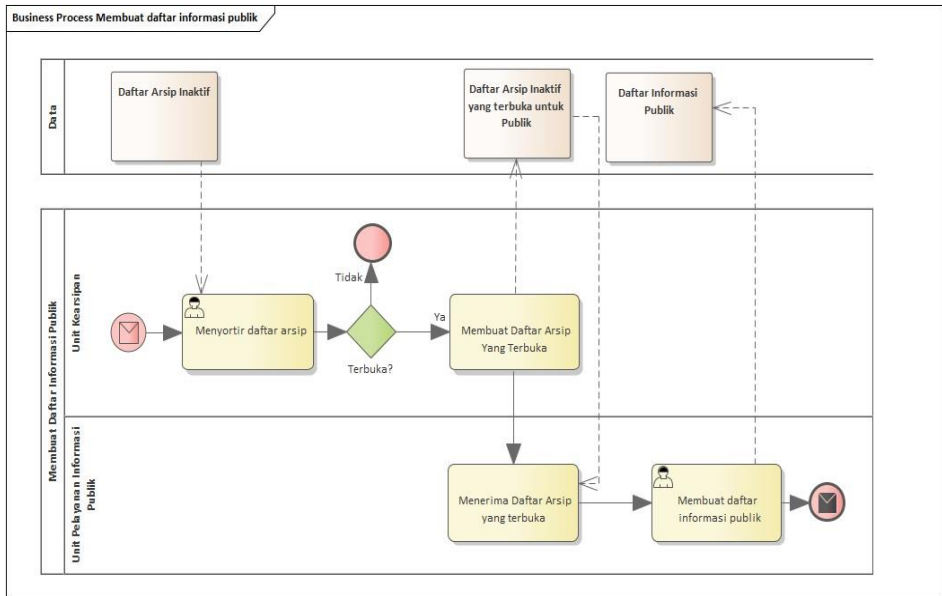 Business Process Membuat daftar informasi publik
Data
Daftar Arsip Inaktif
Daftar Arsip Inaktif
yang terbuka untuk
Publik
Daftar Informasi
Publik
Membuat Daftar Informasi Publik
Unit Kearsipan
Menyortir daftar arsip
Tidak
Terbuka?
Ya
Membuat Daftar Arsip
Yang Terbuka
Unit Pelayanan Informasi
Publik
Menerima Daftar Arsip
yang terbuka
Membuat daftar
informasi publik